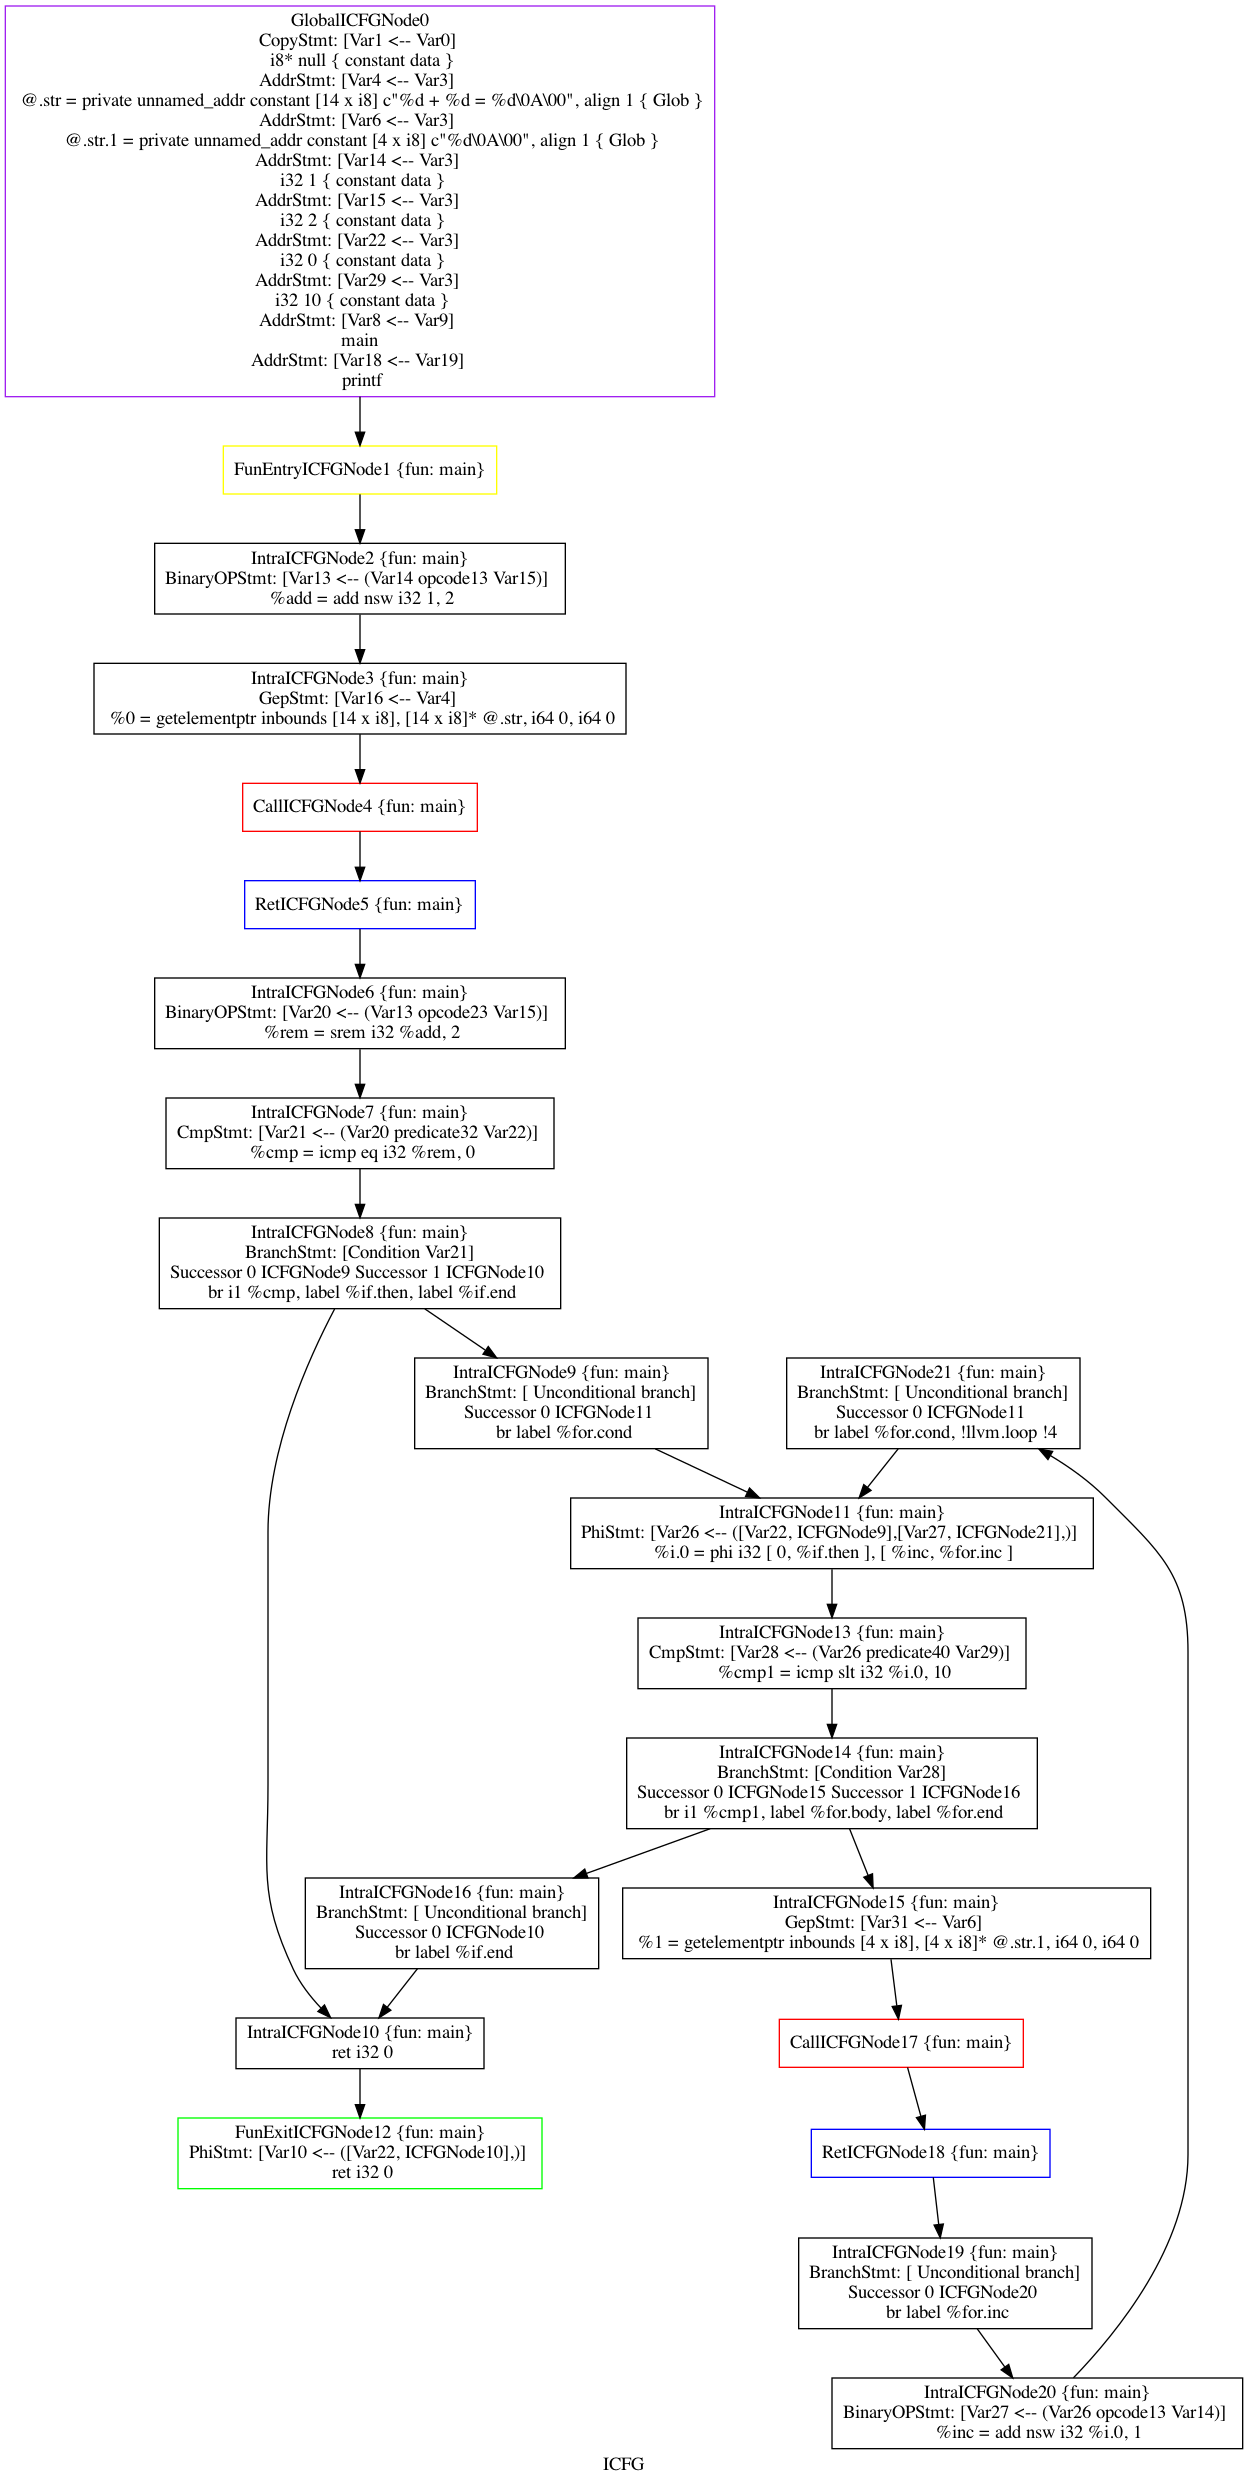 GlobalICFGNode0
CopyStmt: [Var1 <-- Var0]
i8* null { constant data }
AddrStmt: [Var4 <-- Var3]
@.str = private unnamed_addr constant [14 x i8] c"%d + %d = %d\0A\00", align 1 { Glob }
AddrStmt: [Var6 <-- Var3]
@.str.1 = private unnamed_addr constant [4 x i8] c"%d\0A\00", align 1 { Glob }
AddrStmt: [Var14 <-- Var3]
i32 1 { constant data }
AddrStmt: [Var15 <-- Var3]
i32 2 { constant data }
AddrStmt: [Var22 <-- Var3]
i32 0 { constant data }
AddrStmt: [Var29 <-- Var3]
i32 10 { constant data }
AddrStmt: [Var8 <-- Var9]
main
AddrStmt: [Var18 <-- Var19]
printf
FunEntryICFGNode1 {fun: main}
IntraICFGNode2 {fun: main}
BinaryOPStmt: [Var13 <-- (Var14 opcode13 Var15)]
%add = add nsw i32 1, 2
IntraICFGNode3 {fun: main}
GepStmt: [Var16 <-- Var4]
%0 = getelementptr inbounds [14 x i8], [14 x i8]* @.str, i64 0, i64 0
CallICFGNode4 {fun: main}
RetICFGNode5 {fun: main}
IntraICFGNode6 {fun: main}
BinaryOPStmt: [Var20 <-- (Var13 opcode23 Var15)]
%rem = srem i32 %add, 2
IntraICFGNode7 {fun: main}
CmpStmt: [Var21 <-- (Var20 predicate32 Var22)]
%cmp = icmp eq i32 %rem, 0
IntraICFGNode8 {fun: main}
BranchStmt: [Condition Var21]
Successor 0 ICFGNode9 Successor 1 ICFGNode10
br i1 %cmp, label %if.then, label %if.end
IntraICFGNode9 {fun: main}
BranchStmt: [ Unconditional branch]
Successor 0 ICFGNode11
br label %for.cond
IntraICFGNode21 {fun: main}
BranchStmt: [ Unconditional branch]
Successor 0 ICFGNode11
br label %for.cond, !llvm.loop !4
IntraICFGNode11 {fun: main}
PhiStmt: [Var26 <-- ([Var22, ICFGNode9],[Var27, ICFGNode21],)]
%i.0 = phi i32 [ 0, %if.then ], [ %inc, %for.inc ]
IntraICFGNode13 {fun: main}
CmpStmt: [Var28 <-- (Var26 predicate40 Var29)]
%cmp1 = icmp slt i32 %i.0, 10
IntraICFGNode14 {fun: main}
BranchStmt: [Condition Var28]
Successor 0 ICFGNode15 Successor 1 ICFGNode16
br i1 %cmp1, label %for.body, label %for.end
IntraICFGNode16 {fun: main}
BranchStmt: [ Unconditional branch]
Successor 0 ICFGNode10
br label %if.end
IntraICFGNode15 {fun: main}
GepStmt: [Var31 <-- Var6]
%1 = getelementptr inbounds [4 x i8], [4 x i8]* @.str.1, i64 0, i64 0
IntraICFGNode10 {fun: main}
ret i32 0
CallICFGNode17 {fun: main}
FunExitICFGNode12 {fun: main}
PhiStmt: [Var10 <-- ([Var22, ICFGNode10],)]
ret i32 0
RetICFGNode18 {fun: main}
IntraICFGNode19 {fun: main}
BranchStmt: [ Unconditional branch]
Successor 0 ICFGNode20
br label %for.inc
IntraICFGNode20 {fun: main}
BinaryOPStmt: [Var27 <-- (Var26 opcode13 Var14)]
%inc = add nsw i32 %i.0, 1
ICFG